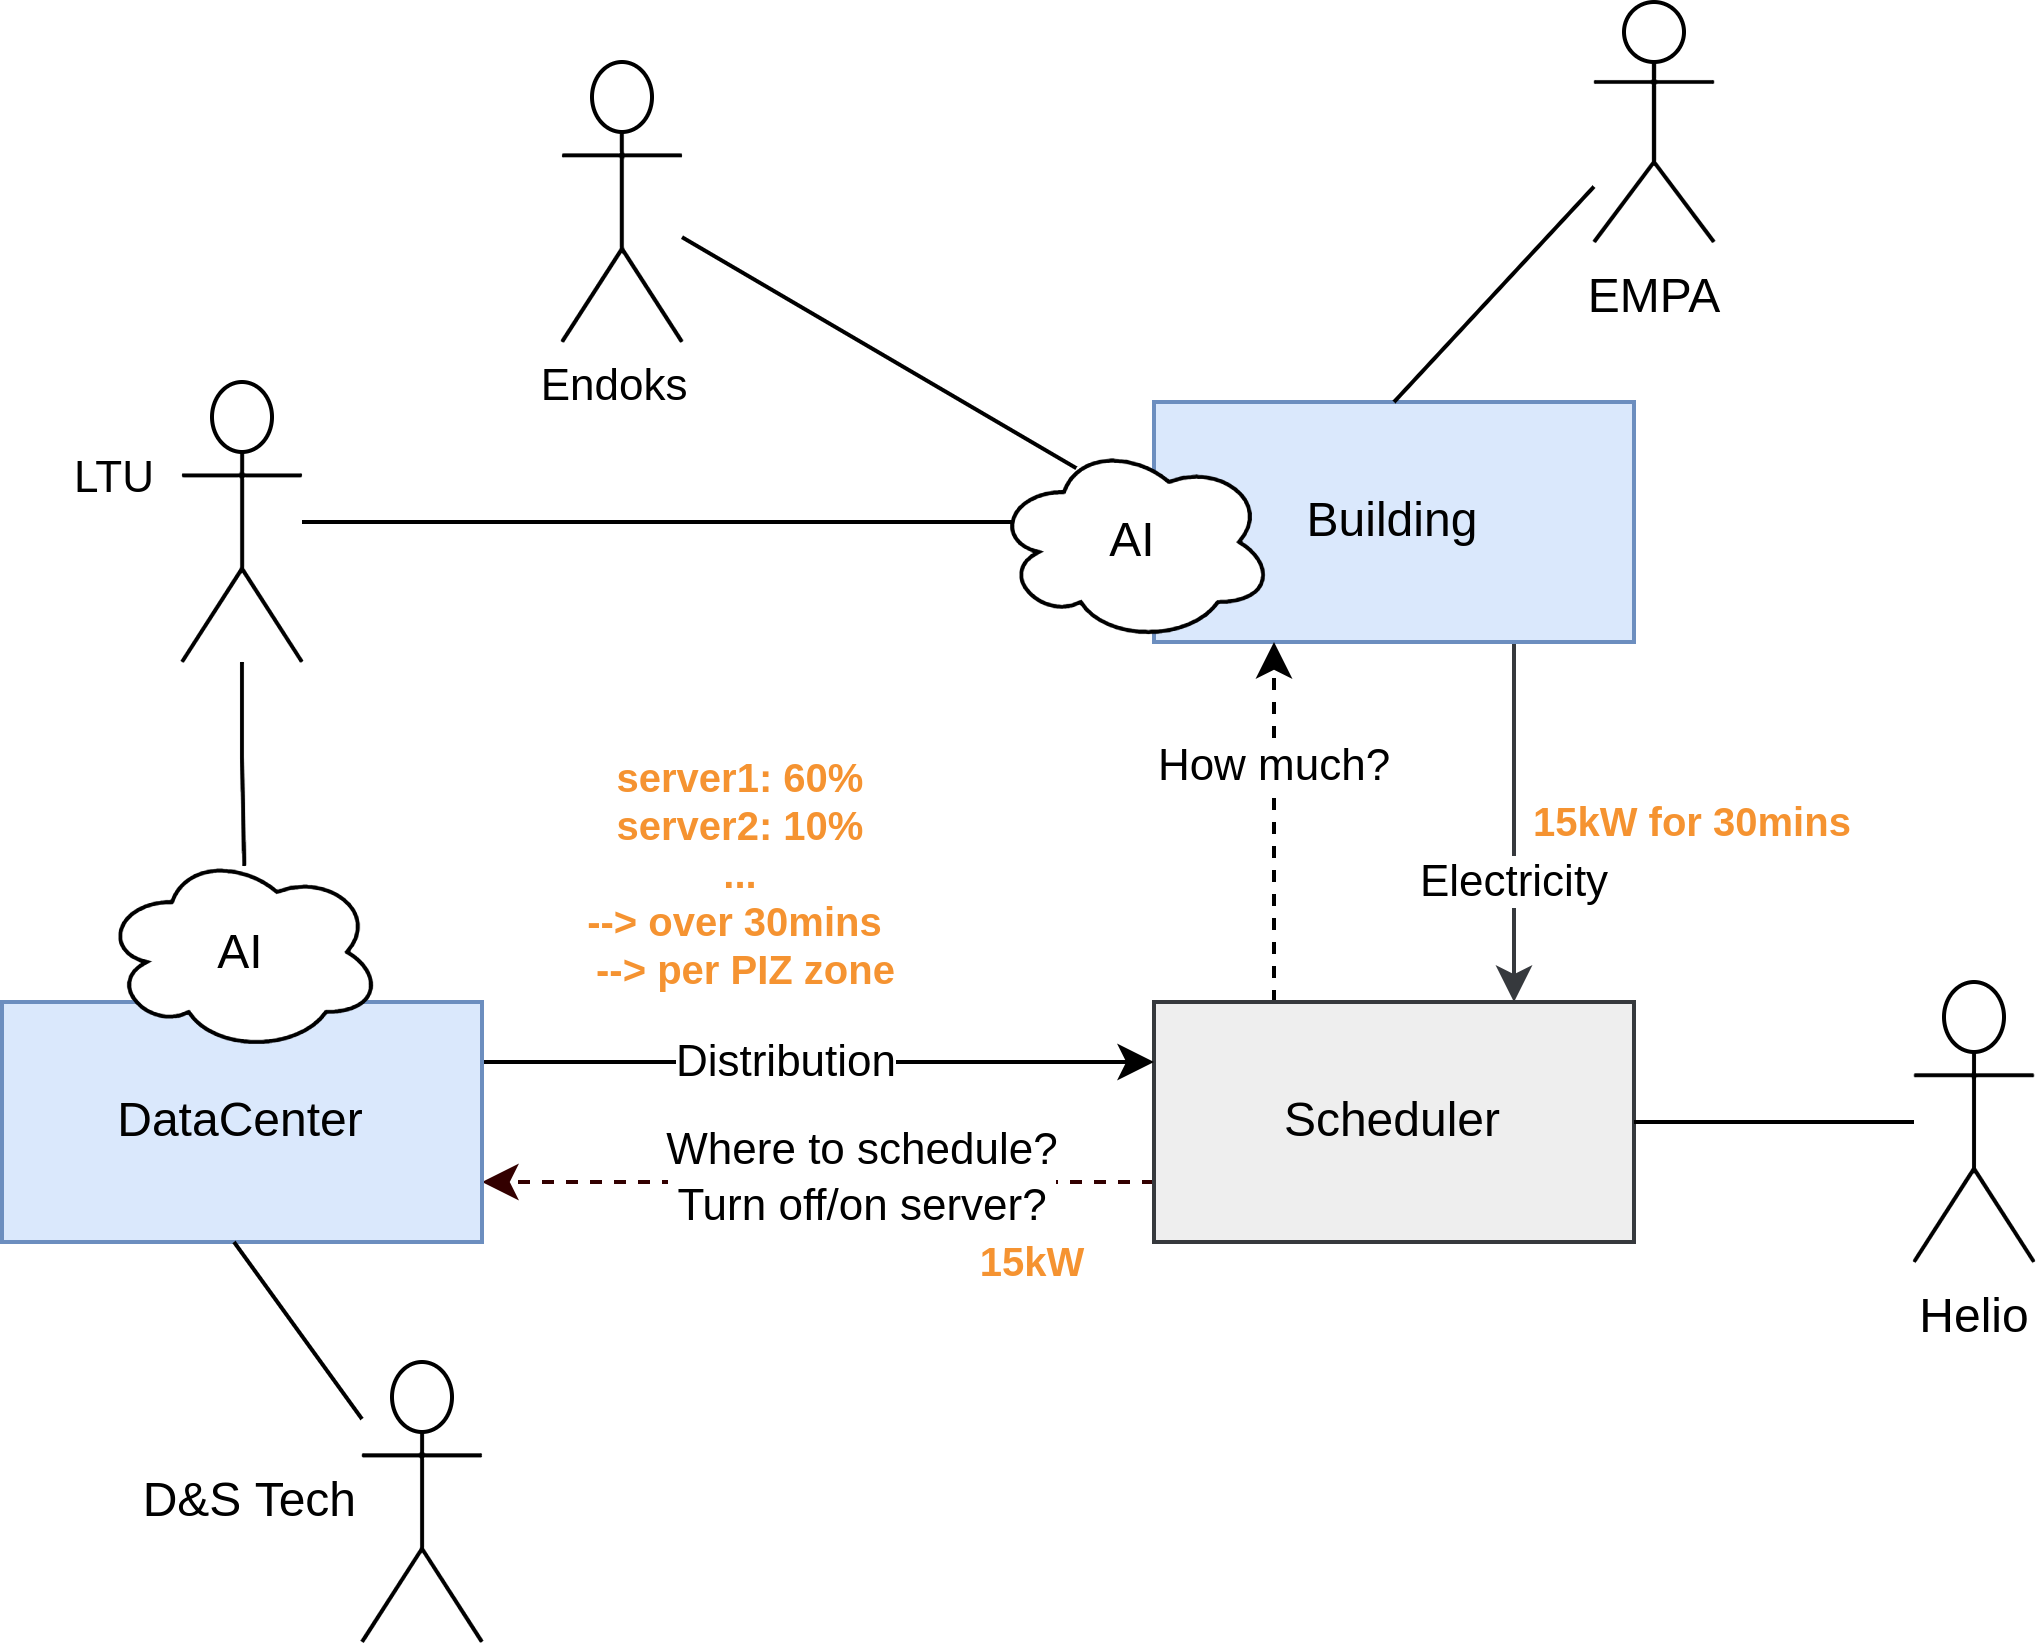 EMPA
Endoks
LTU
AI
Building
How much?
server1: 60%
server2: 10%
...
--> over 30mins
--> per PIZ zone
15kW for 30mins
Electricity
AI
DataCenter
Distribution
Where to schedule?
Turn off/on server?
15kW
Scheduler
Helio
D&S Tech